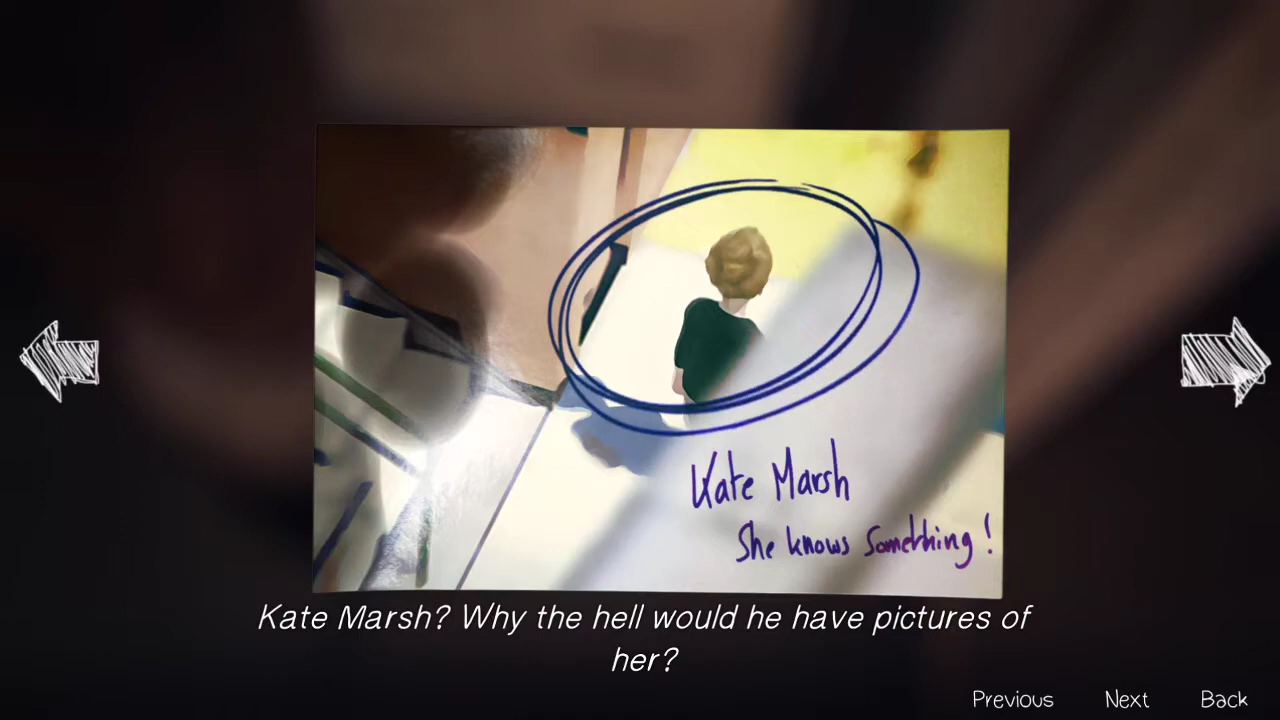 Kate Marsh
She knows Something!
Kate Marsh? Why the hell would he have pictures of
her?
Previous Next Back